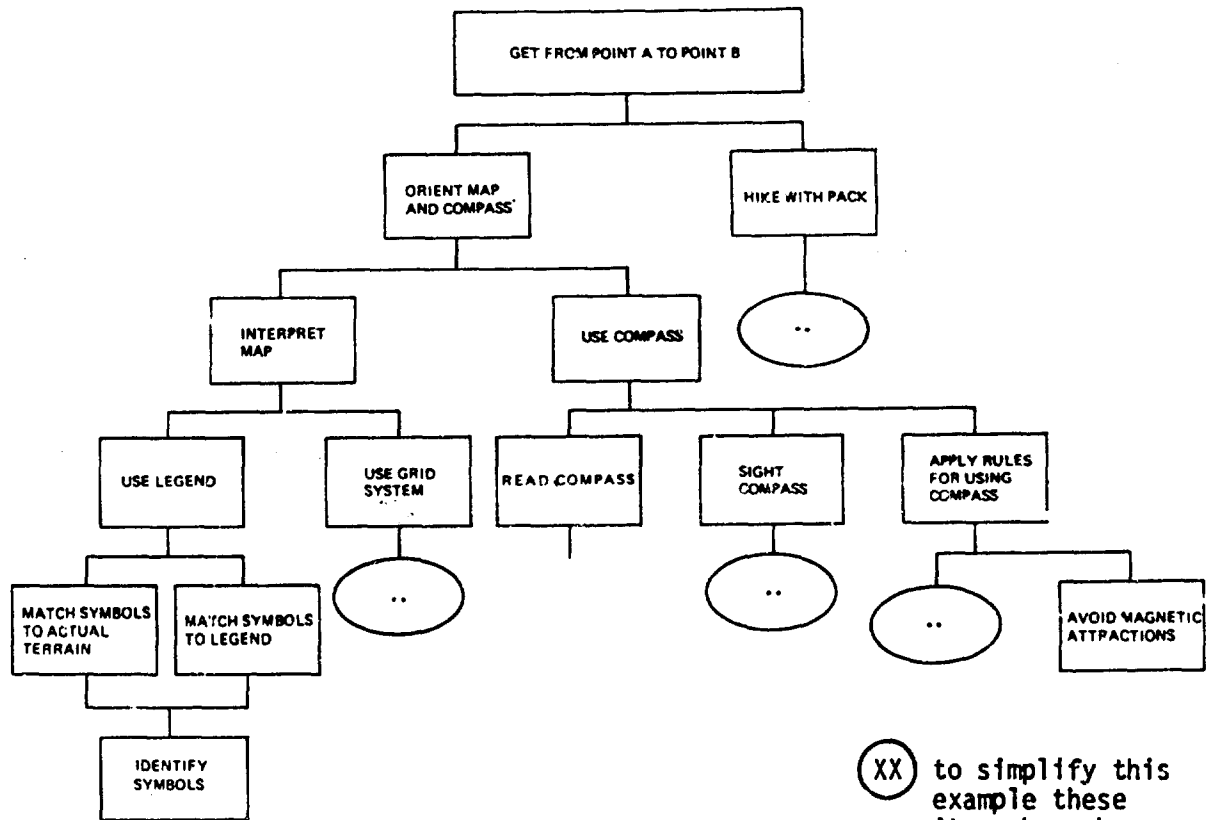 GET FROM POINT A TO POINT B
ORIENT MAP
AND COMPASS
HIKE WITH PACK
INTERPRET
MAP
USE COMPASS
..
USE LEGEND
USE GRID
SYSTEM
READ COMPASS
SIGHT
COMPASS
APPLY RULES
FOR USING
COMPASS
MATCH SYMBOLS
TO ACTUAL
TERRAIN
MATCH SYMBOLS
TO LEGEND
..
..
..
AVOID MAGNETIC
ATTRACTIONS
IDENTIFY
SYMBOLS
XX to simplify this
example these